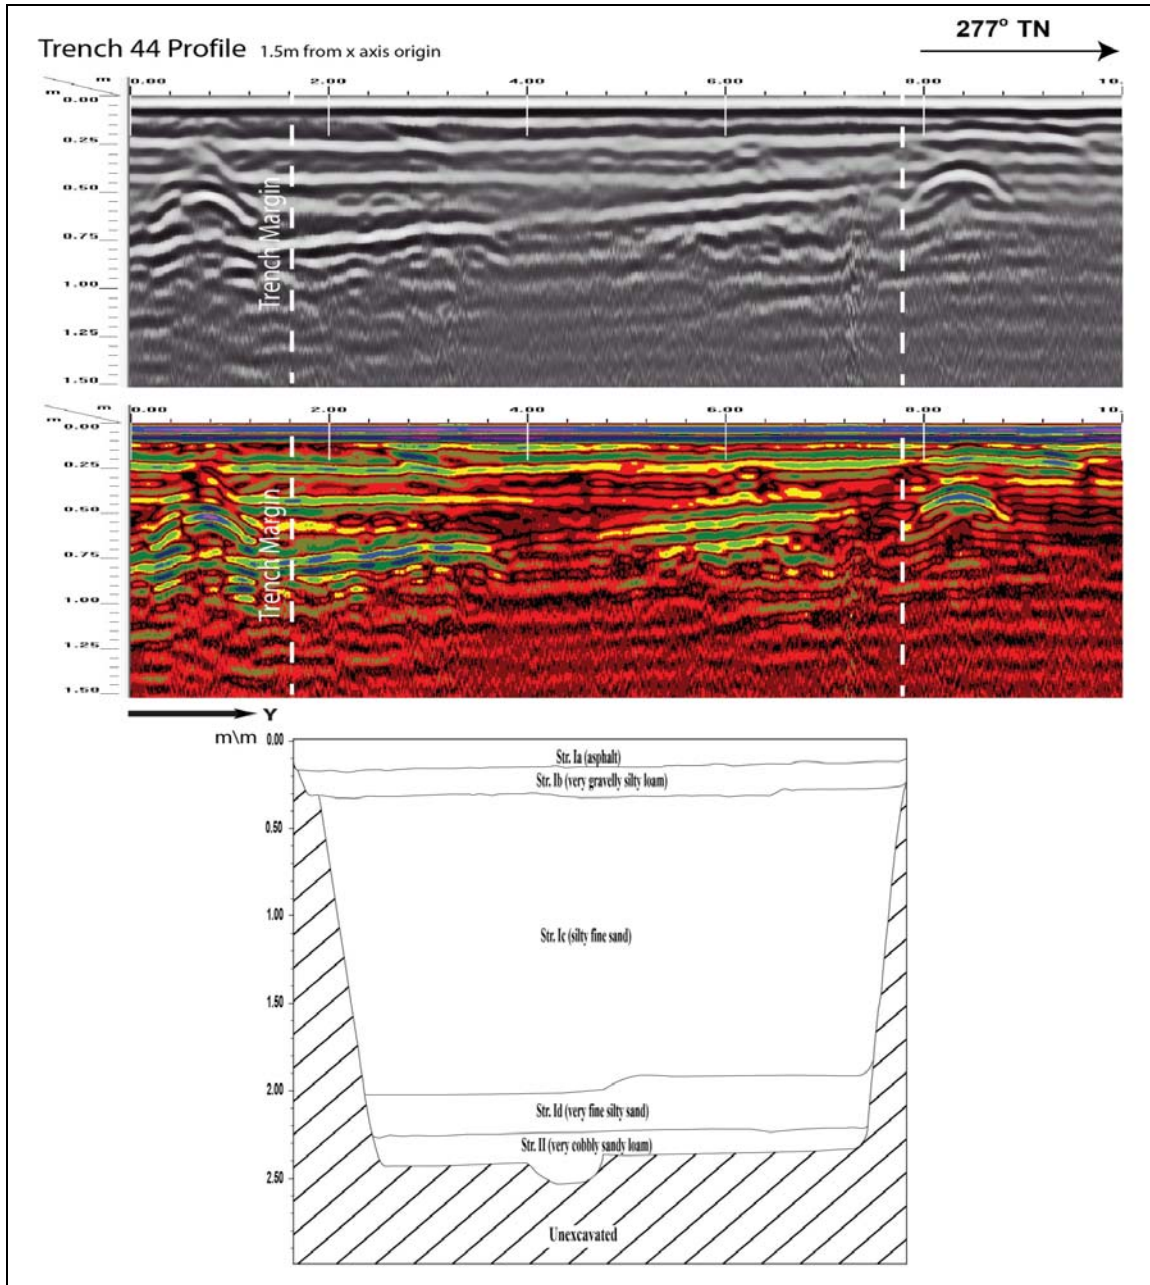 277° TN
Trench 44 Profile 1.5m from x axis origin
m 0.00 2.00 4.00 6.00 8.00 10.
m
0.00
0.25
0.50
0.75
1.00
1.25
1.50
Trench Margin
m 0.00 2.00 4.00 6.00 8.00 10.
m
0.00
0.25
0.50
0.75
1.00
1.25
1.50
Trench Margin
Y
m\m
0.00
0.50
1.00
1.50
2.00
2.50
Str. Ia (asphalt)
Str. Ib (very gravelly silty loam)
Str. Ic (silty fine sand)
Str. Id (very fine silty sand)
Str. II (very cobbly sandy loam)
Unexcavated